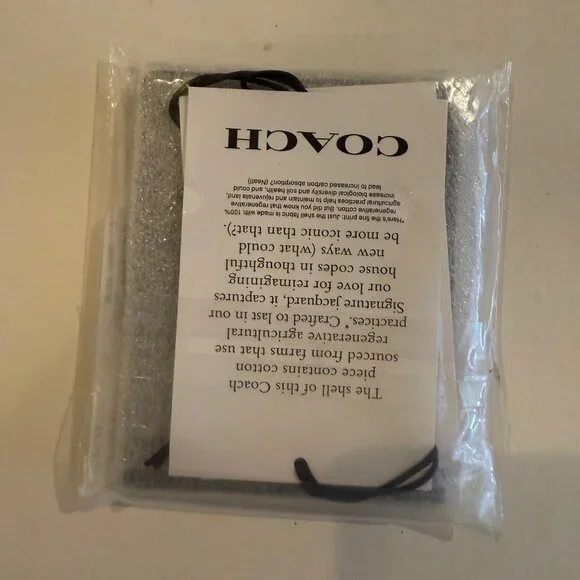 The shell of this Coach
piece contains cotton
sourced from farms that use
regenerative agricultural
practices.* Crafted to last in our
Signature jacquard, it captures
our love for reimagining
house codes in thoughtful
new ways (what could
be more iconic than that?).
*Here's the fine print: Just the shell fabric is made with 100%
regenerative cotton. But did you know that regenerative
agricultural practices help to maintain and rejuvenate land,
increase biological diversity and soil health, and could
lead to increased carbon absorption? (Neat!)
COACH